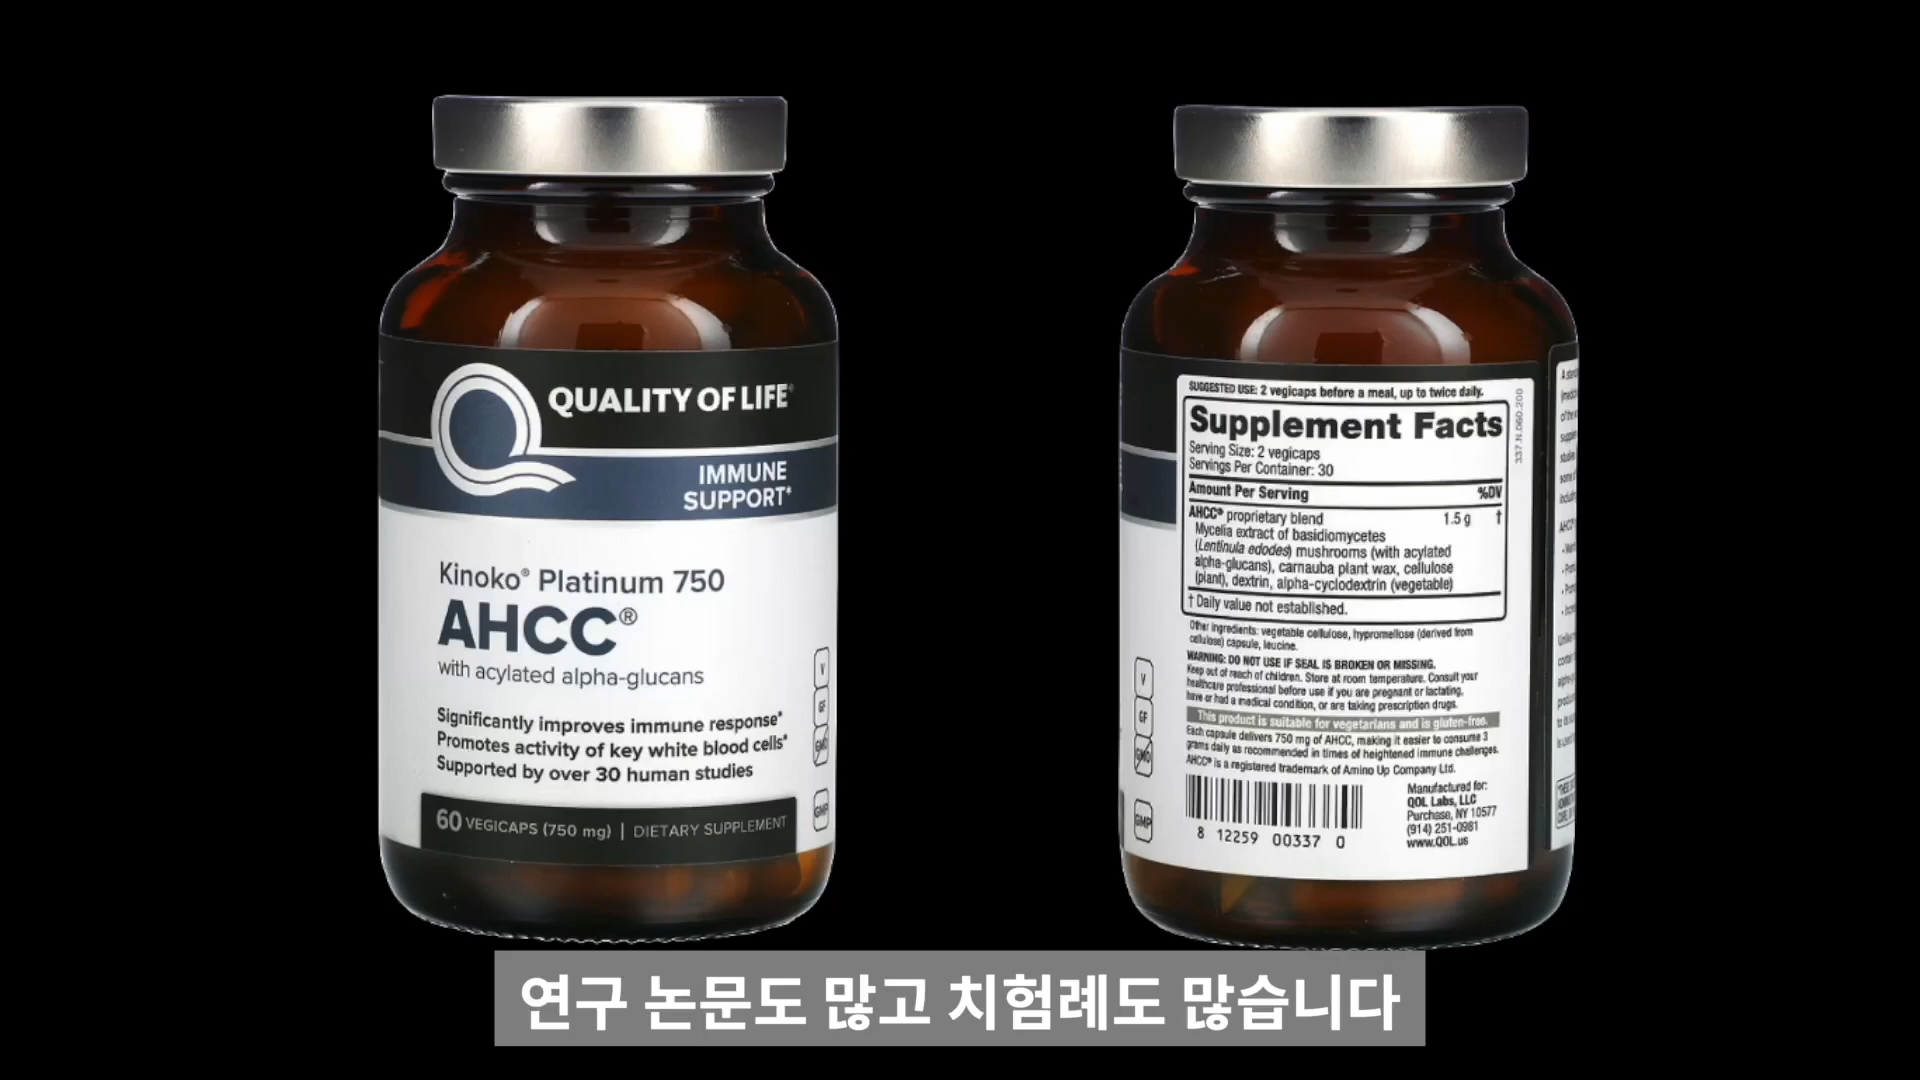 QUALITY OF LIFE
IMMUNE
SUPPORT*
Kinoko® Platinum 750
AHCC®
with acylated alpha-glucans
Significantly improves immune response*
Promotes activity of key white blood cells*
Supported by over 30 human studies
60 VEGICAPS (750 mg) | DIETARY SUPPLEMENT
V
GF
GMO
GMP
SUGGESTED USE: 2 vegicaps before a meal, up to twice daily.
Supplement Facts
Serving Size: 2 vegicaps
Servings Per Container: 30
Amount Per Serving %DV
AHCC® proprietary blend 1.5 g †
Mycelia extract of basidiomycetes
(Lentinula edodes) mushrooms (with acylated
alpha-glucans), carnauba plant wax, cellulose
(plant), dextrin, alpha-cyclodextrin (vegetable)
† Daily value not established.
Other ingredients: vegetable cellulose, hypromellose (derived from
cellulose) capsule, leucine.
WARNING: DO NOT USE IF SEAL IS BROKEN OR MISSING.
Keep out of reach of children. Store at room temperature. Consult your
healthcare professional before use if you are pregnant or lactating,
have or had a medical condition, or are taking prescription drugs.
This product is suitable for vegetarians and is gluten-free.
Each capsule delivers 750 mg of AHCC, making it easier to consume 3
grams daily as recommended in times of heightened immune challenges.
AHCC® is a registered trademark of Amino Up Company Ltd.
Manufactured for:
QOL Labs, LLC
Purchase, NY 10577
(914) 251-0981
www.QOL.us
8 12259 00337 0
337.N.060.200
V
GF
GMO
GMP
연구 논문도 많고 치험례도 많습니다